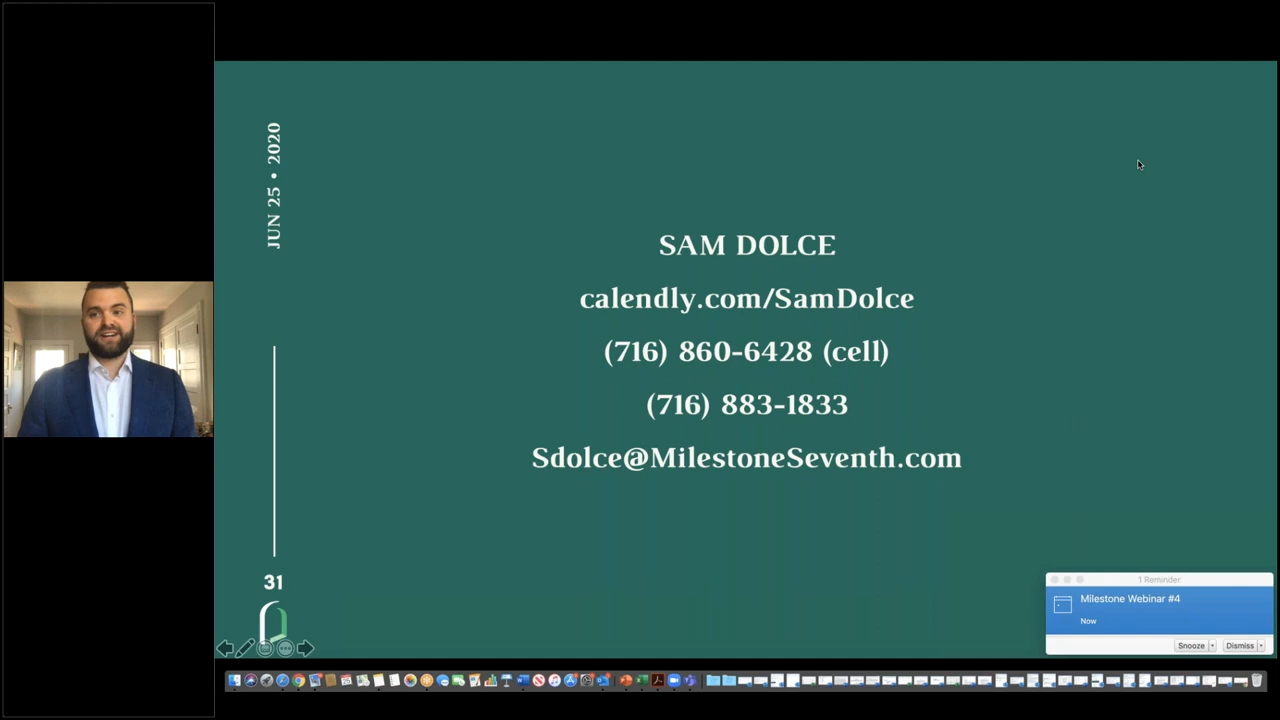 JUN 25 • 2020
SAM DOLCE
calendly.com/SamDolce
(716) 860-6428 (cell)
(716) 883-1833
Sdolce@MilestoneSeventh.com
31
1 Reminder
Milestone Webinar #4
Now
Snooze
Dismiss